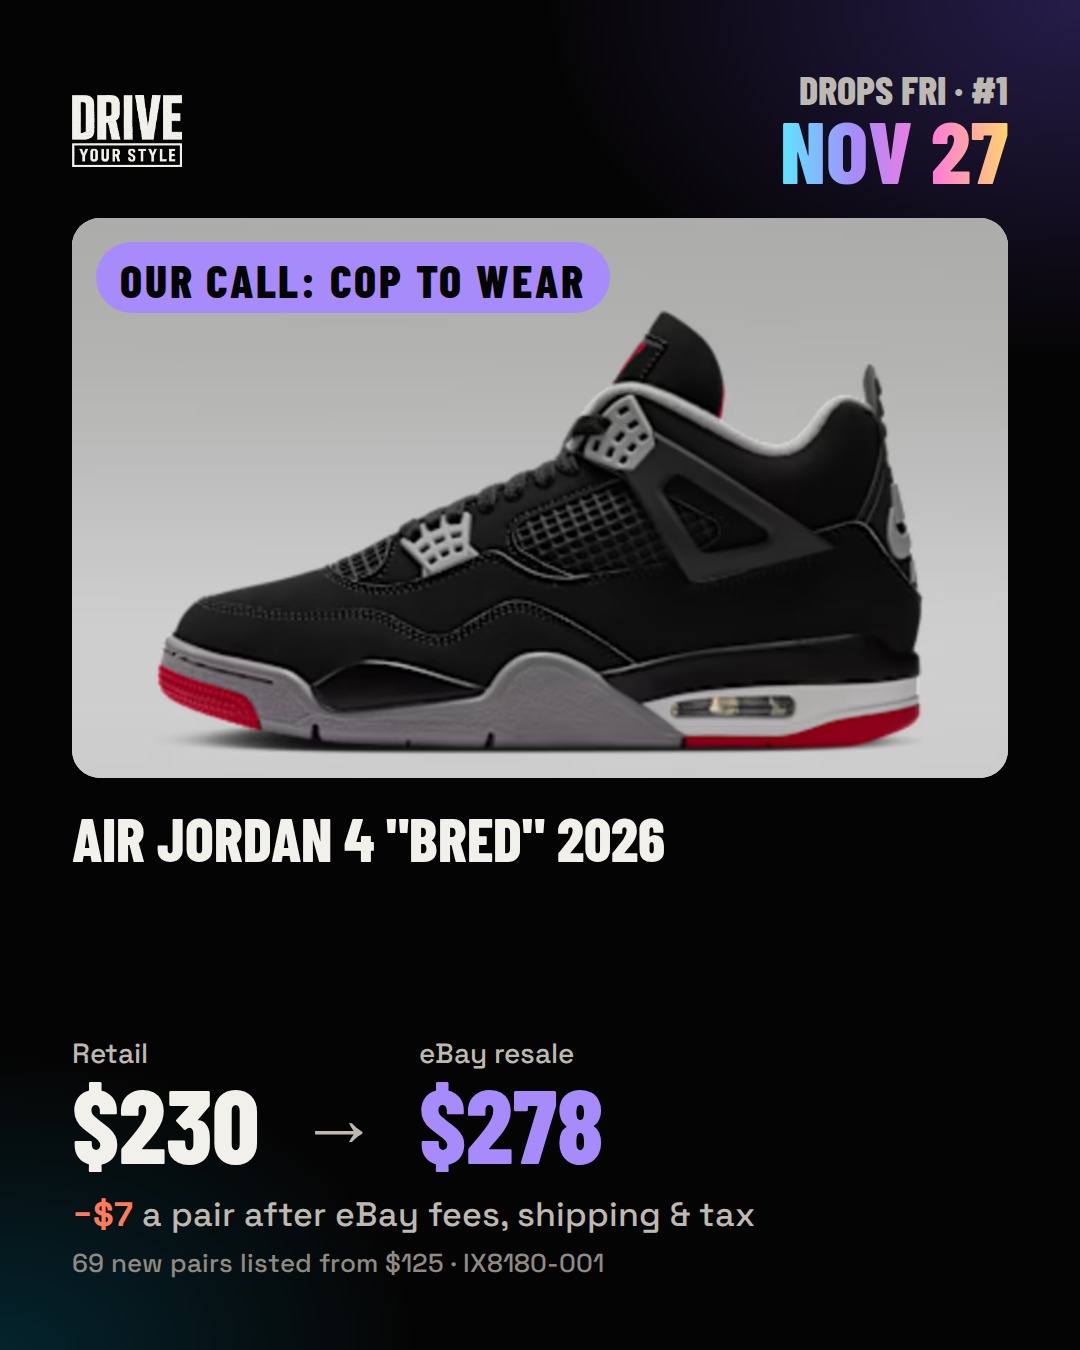 DRIVE
YOUR STYLE
DROPS FRI · #1
NOV 27
OUR CALL: COP TO WEAR
AIR JORDAN 4 "BRED" 2026
Retail
eBay resale
$230 → $278
−$7 a pair after eBay fees, shipping & tax
69 new pairs listed from $125 · IX8180-001